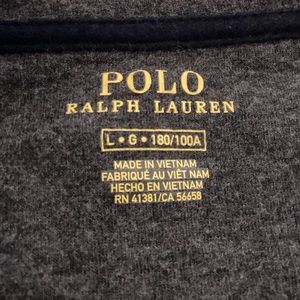 POLO
RALPH LAUREN
L • G • 180/100A
MADE IN VIETNAM
FABRIQUÉ AU VIÊT NAM
HECHO EN VIETNAM
RN 41381/CA 56658